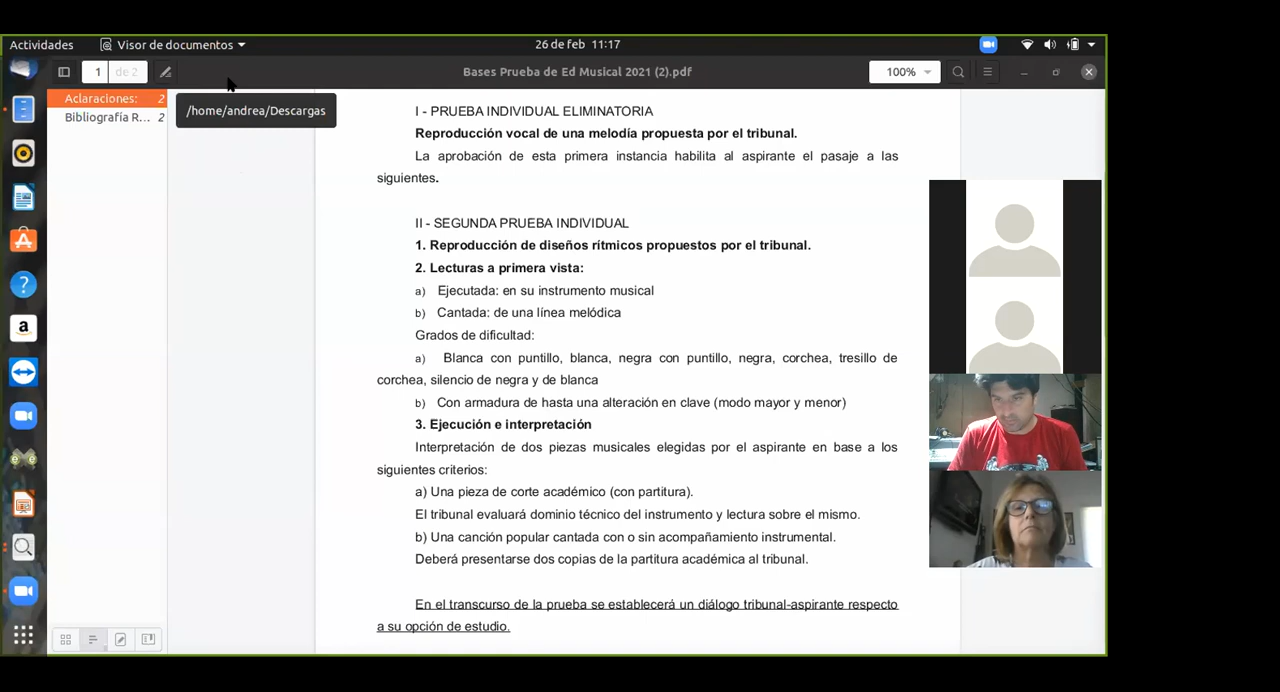 Actividades
Visor de documentos
26 de feb 11:17
1
de 2
Bases Prueba de Ed Musical 2021 (2).pdf
100%
Aclaraciones: 2
Bibliografía R... 2
/home/andrea/Descargas
I - PRUEBA INDIVIDUAL ELIMINATORIA
Reproducción vocal de una melodía propuesta por el tribunal.
La aprobación de esta primera instancia habilita al aspirante el pasaje a las
siguientes.
II - SEGUNDA PRUEBA INDIVIDUAL
1. Reproducción de diseños rítmicos propuestos por el tribunal.
2. Lecturas a primera vista:
a) Ejecutada: en su instrumento musical
b) Cantada: de una línea melódica
Grados de dificultad:
a) Blanca con puntillo, blanca, negra con puntillo, negra, corchea, tresillo de
corchea, silencio de negra y de blanca
b) Con armadura de hasta una alteración en clave (modo mayor y menor)
3. Ejecución e interpretación
Interpretación de dos piezas musicales elegidas por el aspirante en base a los
siguientes criterios:
a) Una pieza de corte académico (con partitura).
El tribunal evaluará dominio técnico del instrumento y lectura sobre el mismo.
b) Una canción popular cantada con o sin acompañamiento instrumental.
Deberá presentarse dos copias de la partitura académica al tribunal.
En el transcurso de la prueba se establecerá un diálogo tribunal-aspirante respecto
a su opción de estudio.